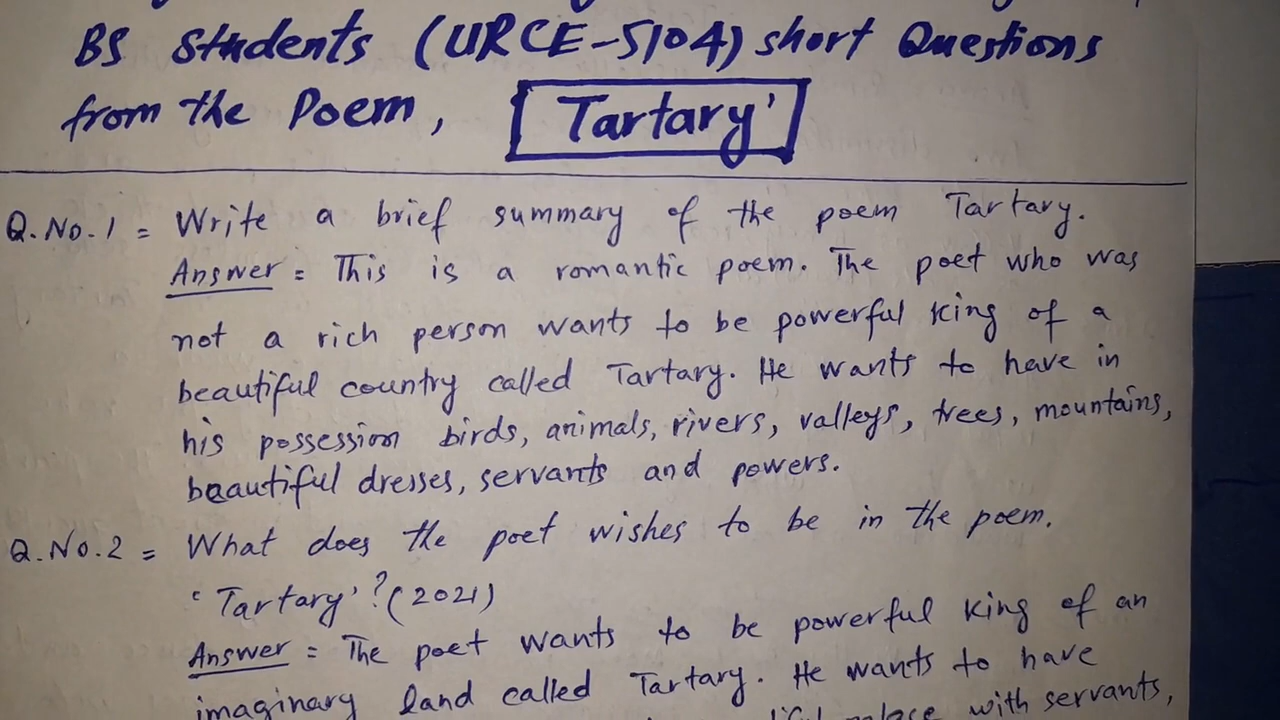 BS Students (URCE-5104) short Questions
from the Poem, [Tartary']
Q.No.1 = Write a brief summary of the poem Tartary.
Answer = This is a romantic poem. The poet who was
not a rich person wants to be powerful king of a
beautiful country called Tartary. He wants to have in
his possession birds, animals, rivers, valleys, trees, mountains,
beautiful dresses, servants and powers.
Q.No.2 = What does the poet wishes to be in the poem.
'Tartary'? (2021)
Answer = The poet wants to be powerful king of an
imaginary land called Tartary. He wants to have
with servants,